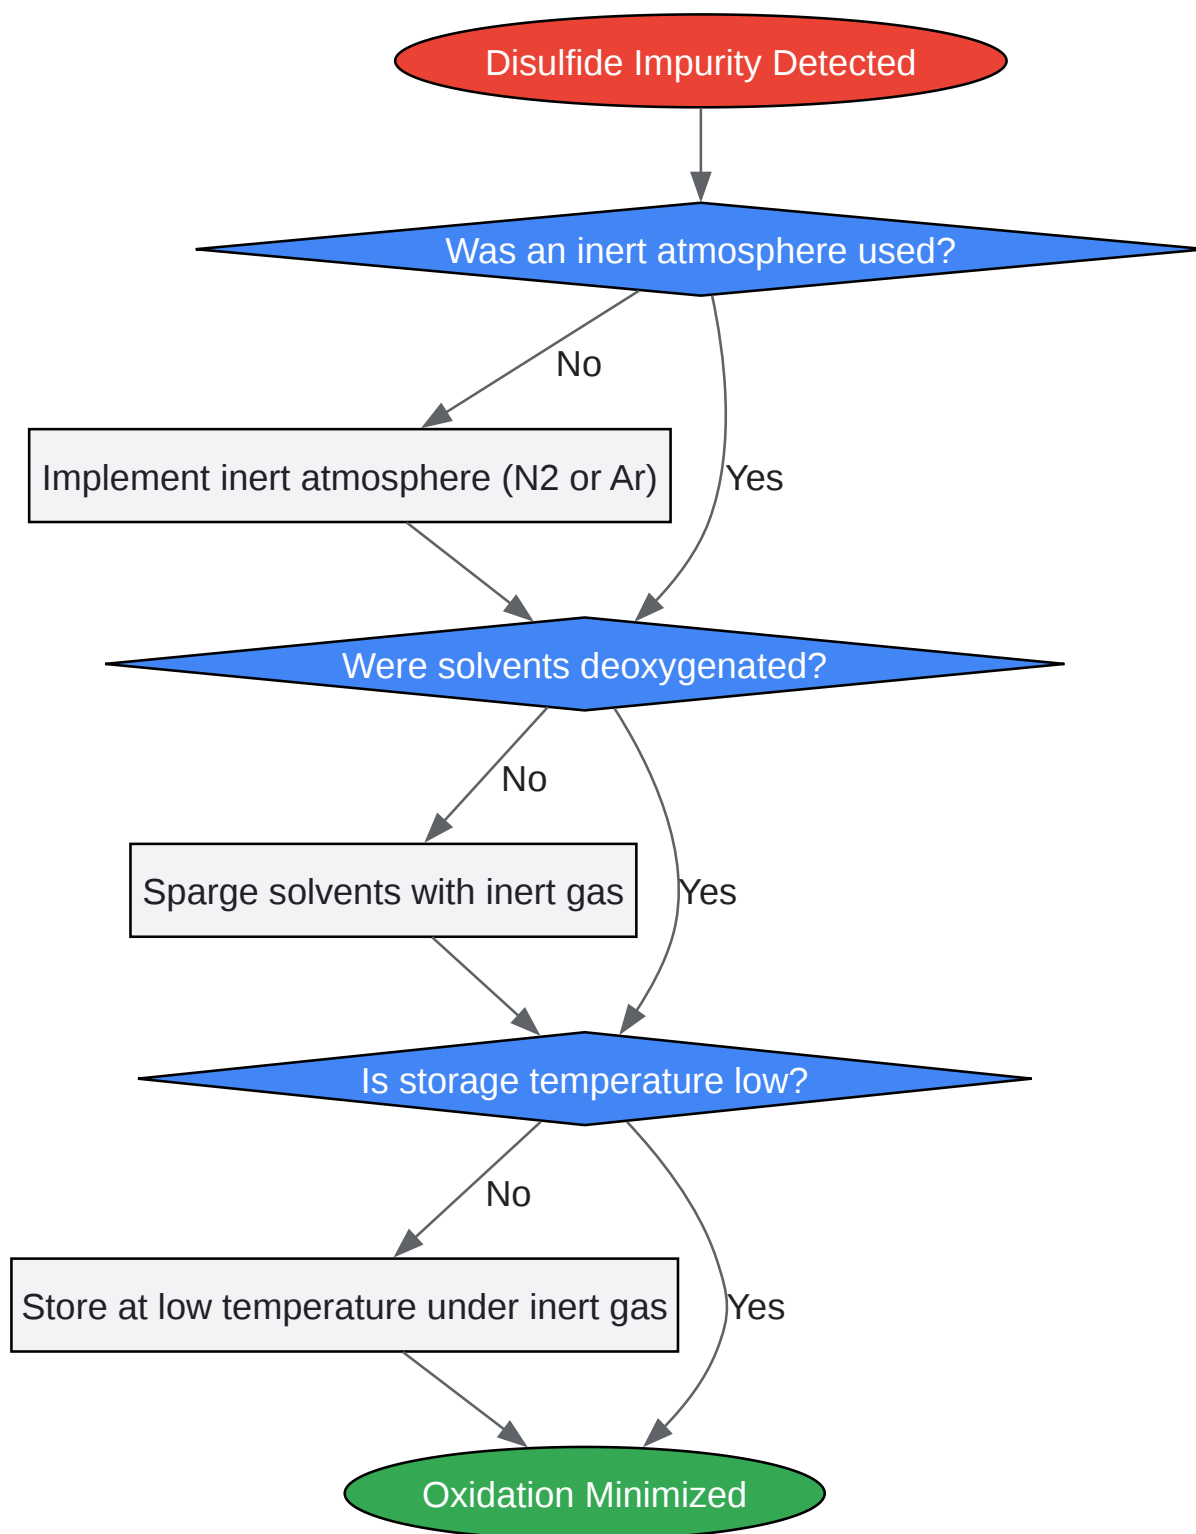 Disulfide Impurity Detected
Was an inert atmosphere used?
No
Implement inert atmosphere (N2 or Ar)
Yes
Were solvents deoxygenated?
No
Sparge solvents with inert gas
Yes
Is storage temperature low?
No
Store at low temperature under inert gas
Yes
Oxidation Minimized